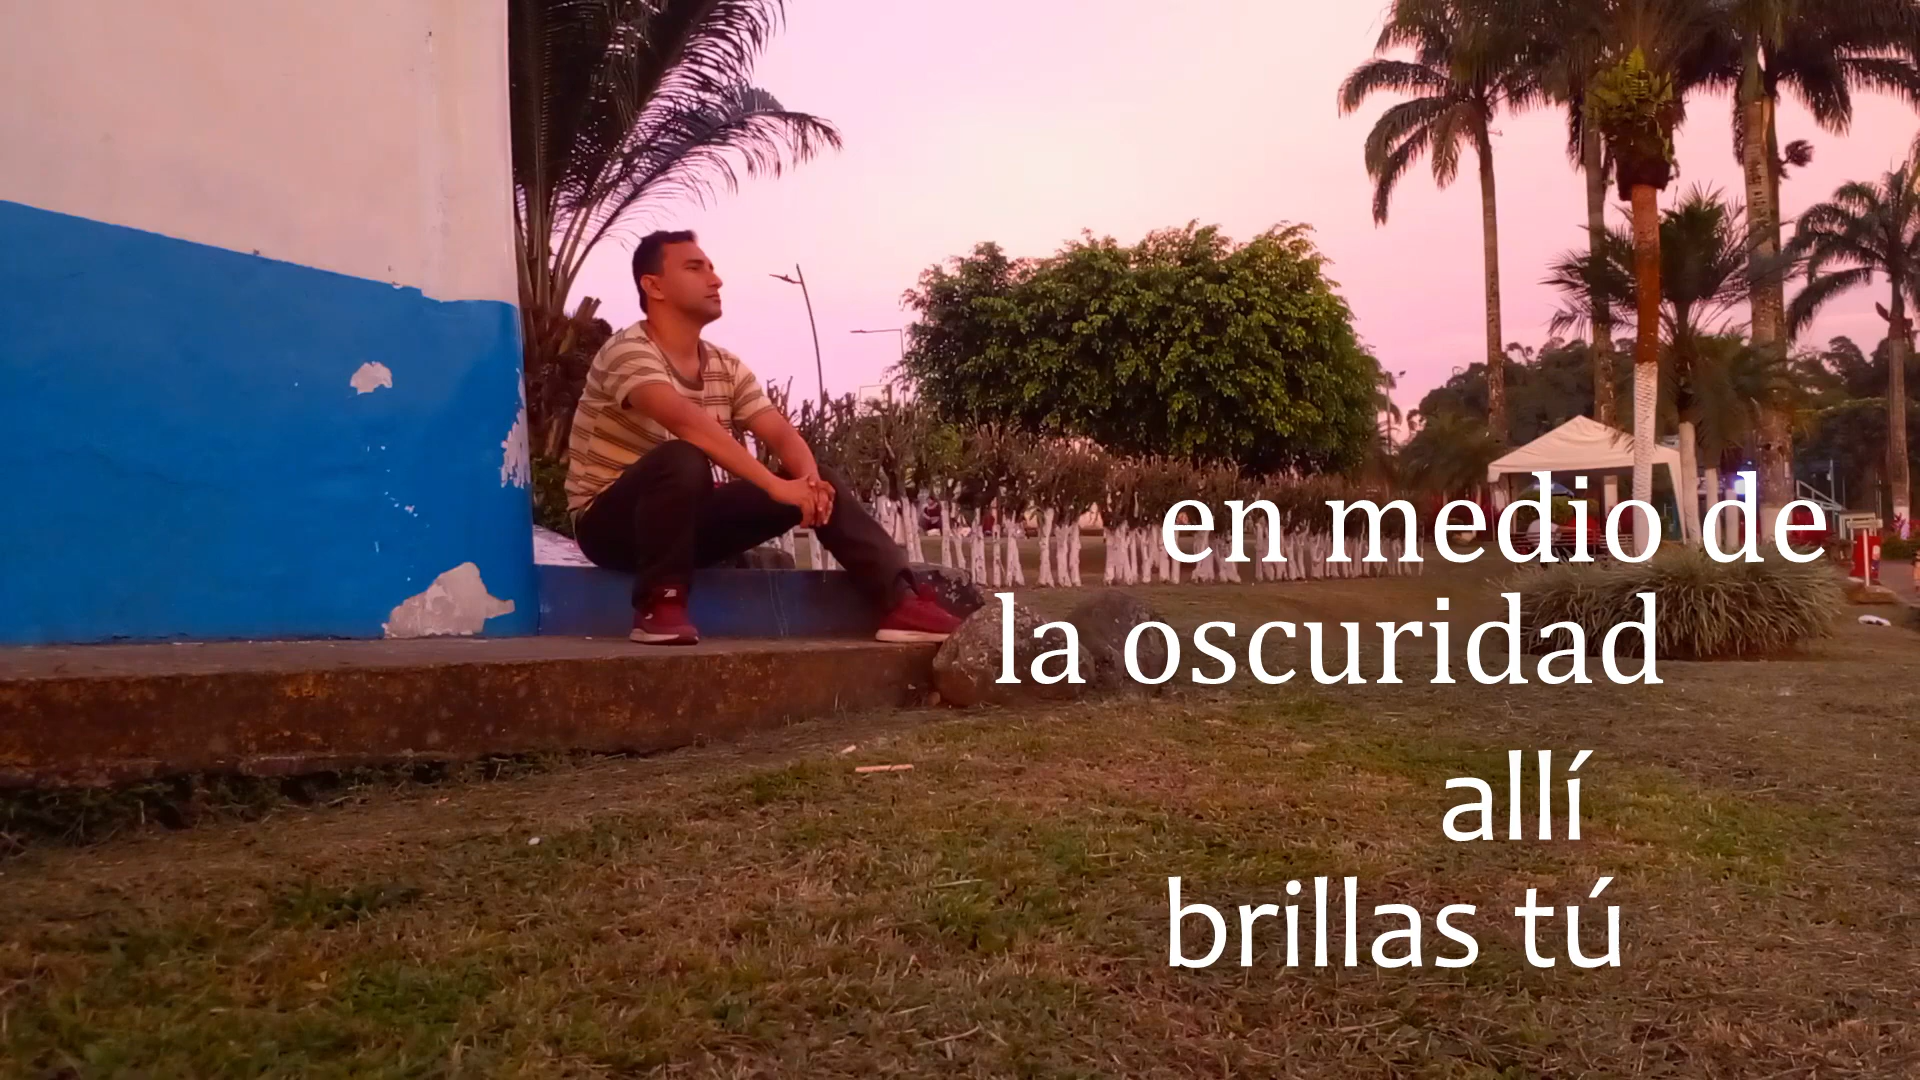 en medio de
la oscuridad
allí
brillas tú